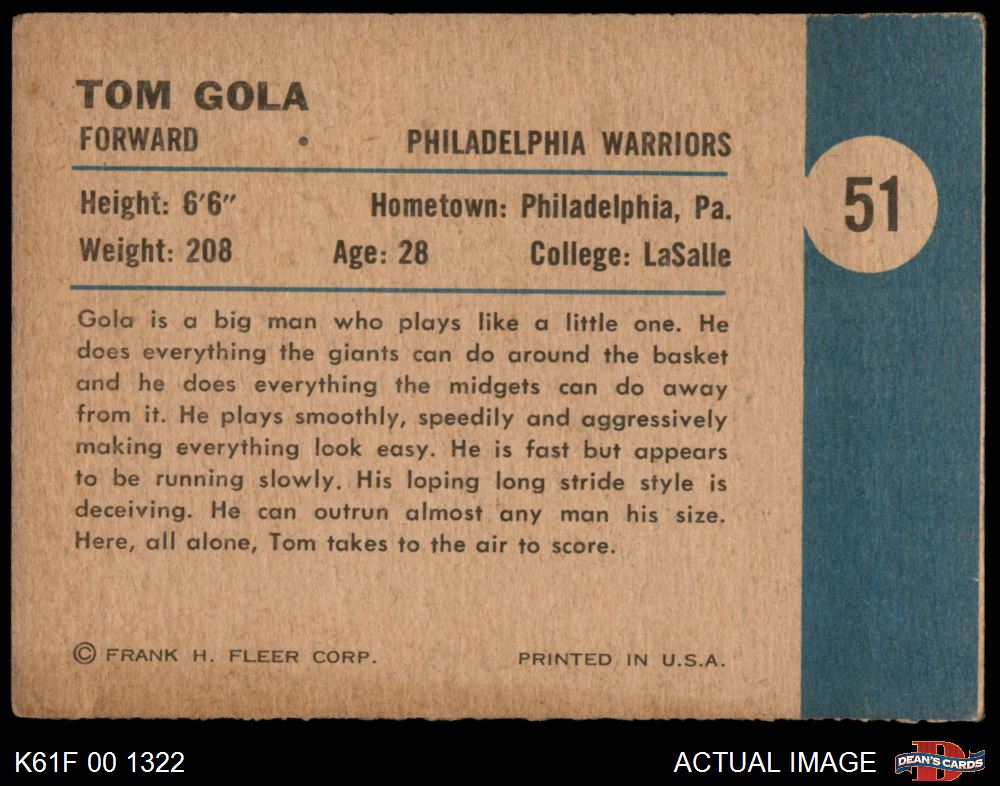 TOM GOLA
FORWARD • PHILADELPHIA WARRIORS
51
Height: 6'6" Hometown: Philadelphia, Pa.
Weight: 208 Age: 28 College: LaSalle
Gola is a big man who plays like a little one. He
does everything the giants can do around the basket
and he does everything the midgets can do away
from it. He plays smoothly, speedily and aggressively
making everything look easy. He is fast but appears
to be running slowly. His loping long stride style is
deceiving. He can outrun almost any man his size.
Here, all alone, Tom takes to the air to score.
© FRANK H. FLEER CORP. PRINTED IN U.S.A.
K61F 00 1322 ACTUAL IMAGE D DEAN'S CARDS